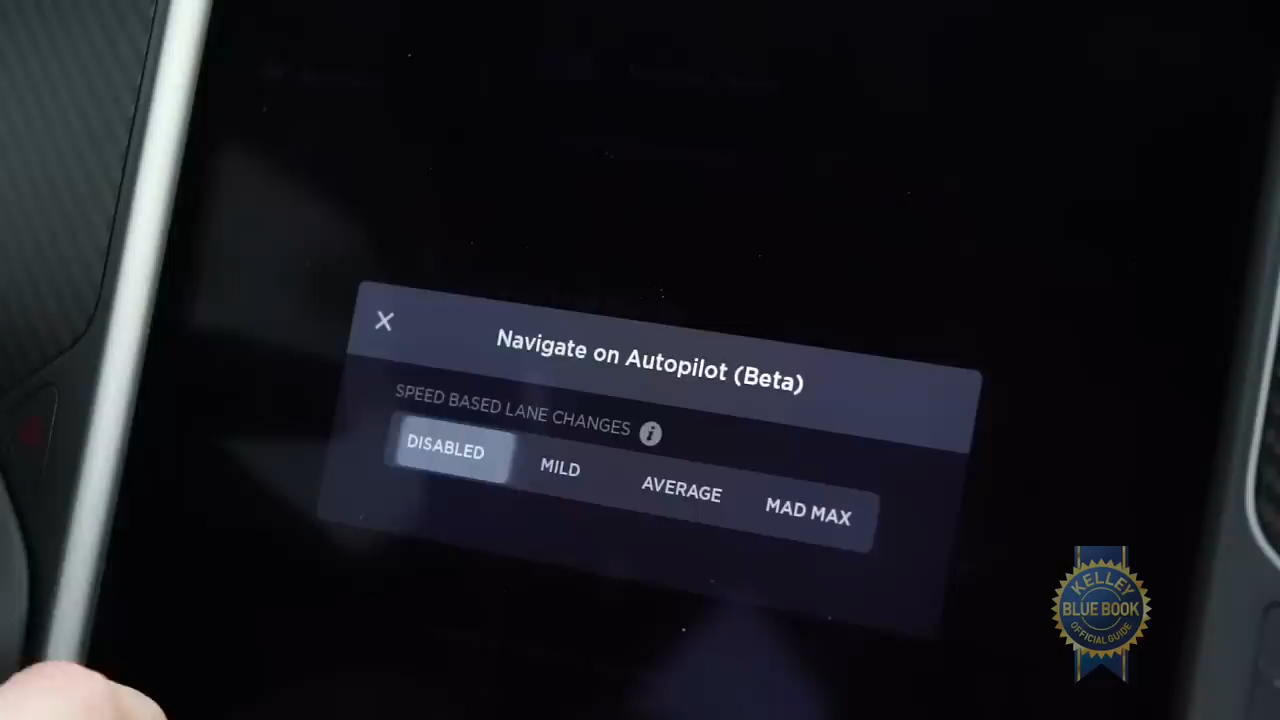 X
Navigate on Autopilot (Beta)
SPEED BASED LANE CHANGES i
DISABLED MILD AVERAGE MAD MAX
KELLEY
BLUE BOOK
OFFICIAL GUIDE